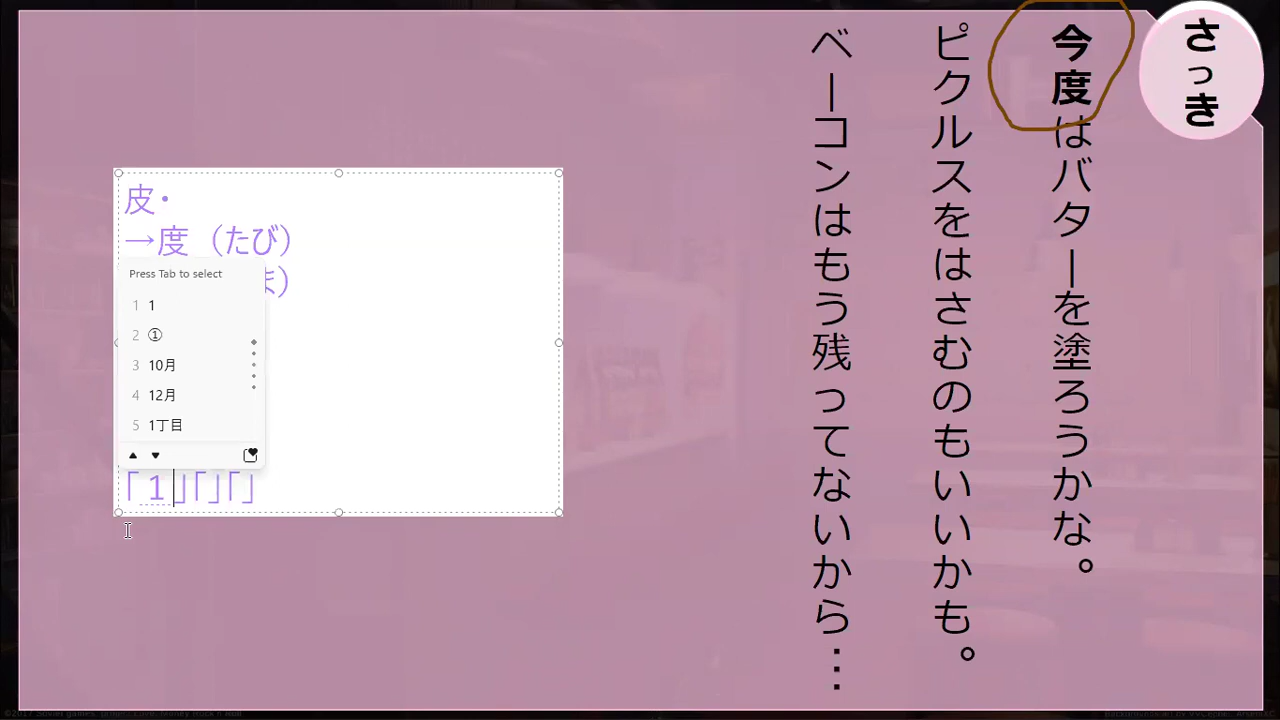 さっき
今度はバターを塗ろうかな。
ピクルスをはさむのもいいかも。
ベーコンはもう残ってないから…
皮・
→度（たび）
ま）
Press Tab to select
1 1
2 ①
3 10月
4 12月
5 1丁目
「１」「」「」